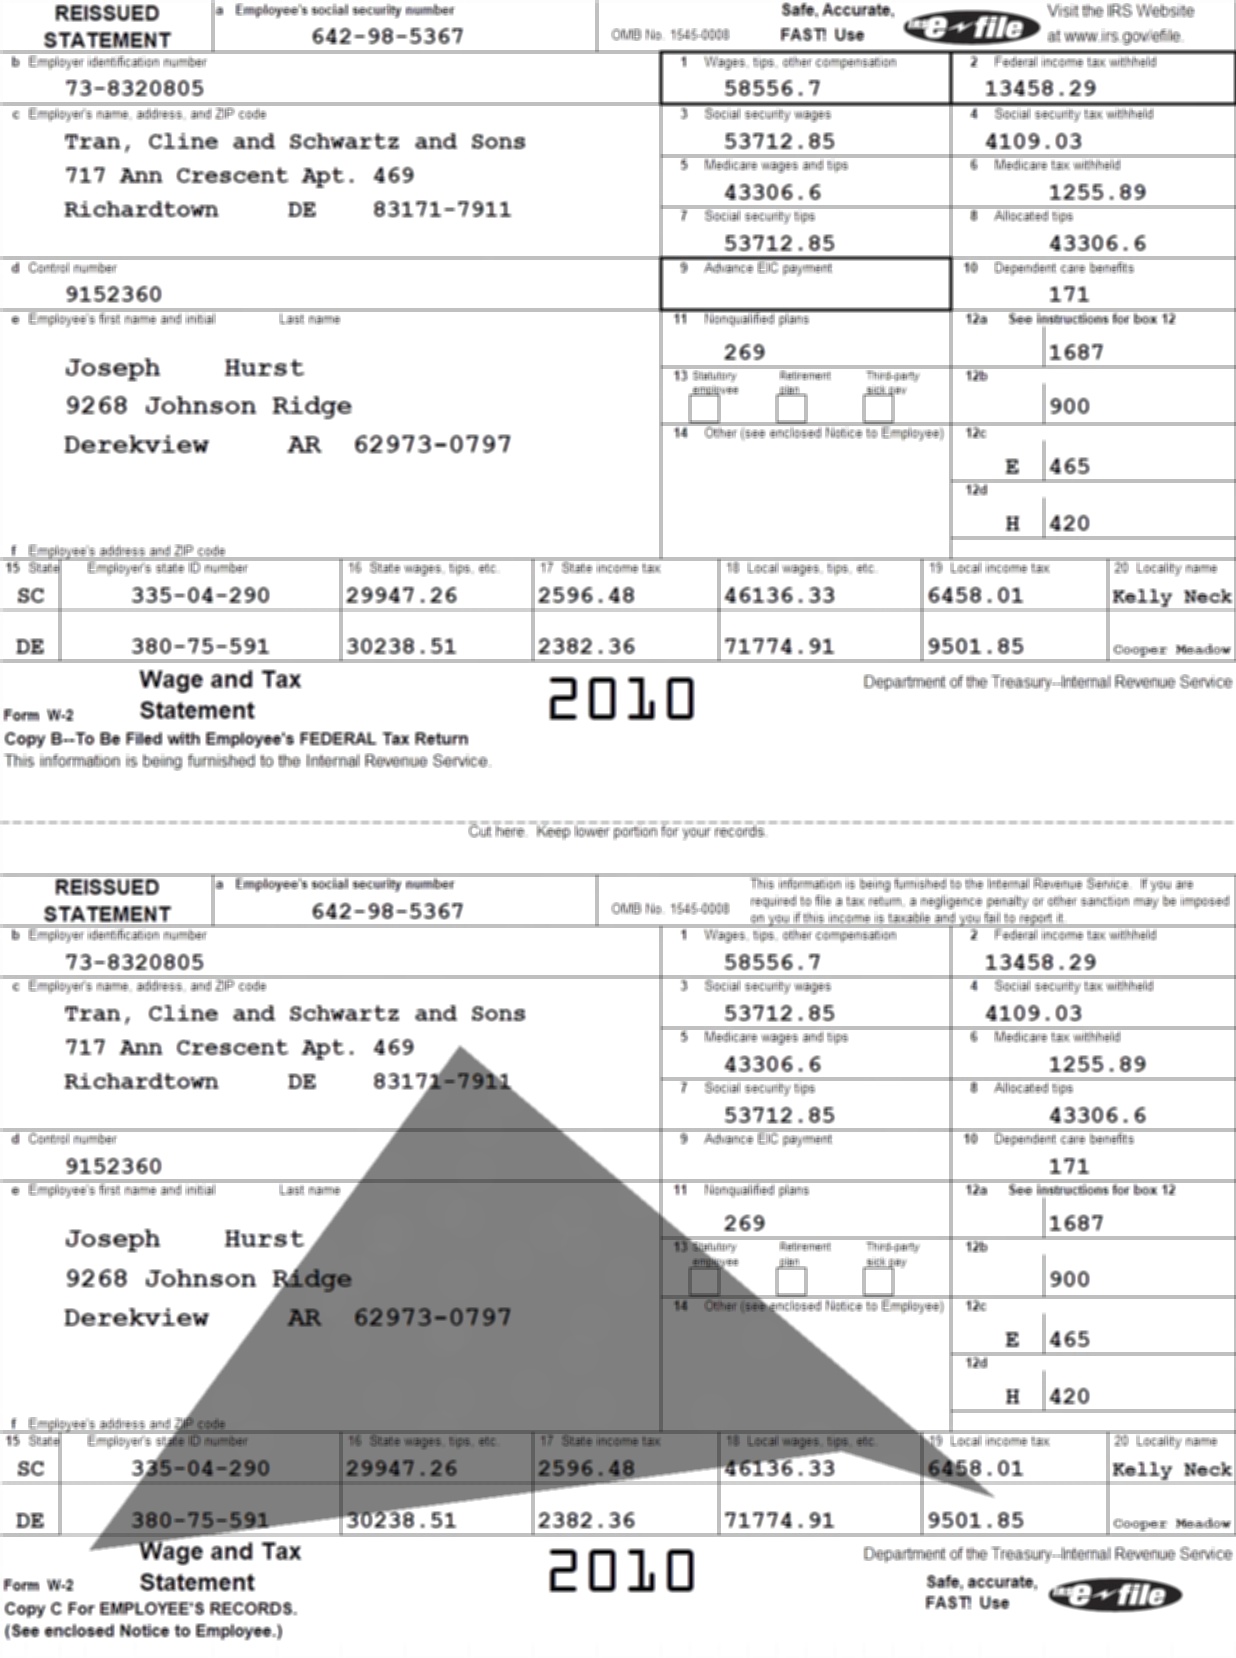 REISSUED STATEMENT
a Employee's social security number
642-98-5367
OMB No. 1545-0008
Safe, Accurate, FAST! Use
IRS e-file
Visit the IRS Website at www.irs.gov/efile.
b Employer identification number
73-8320805
1 Wages, tips, other compensation
58556.7
2 Federal income tax withheld
13458.29
c Employer's name, address, and ZIP code
Tran, Cline and Schwartz and Sons
717 Ann Crescent Apt. 469
Richardtown DE 83171-7911
3 Social security wages
53712.85
4 Social security tax withheld
4109.03
5 Medicare wages and tips
43306.6
6 Medicare tax withheld
1255.89
7 Social security tips
53712.85
8 Allocated tips
43306.6
d Control number
9152360
9 Advance EIC payment
10 Dependent care benefits
171
e Employee's first name and initial Last name
Joseph Hurst
9268 Johnson Ridge
Derekview AR 62973-0797
11 Nonqualified plans
269
12a See instructions for box 12
1687
13 Statutory employee Retirement plan Third-party sick pay
12b
900
14 Other (see enclosed Notice to Employee)
12c
E 465
12d
H 420
f Employee's address and ZIP code
15 State Employer's state ID number 16 State wages, tips, etc. 17 State income tax 18 Local wages, tips, etc. 19 Local income tax 20 Locality name
SC 335-04-290 29947.26 2596.48 46136.33 6458.01 Kelly Neck
DE 380-75-591 30238.51 2382.36 71774.91 9501.85 Cooper Meadow
Form W-2 Wage and Tax Statement
2010
Department of the Treasury--Internal Revenue Service
Copy B--To Be Filed with Employee's FEDERAL Tax Return
This information is being furnished to the Internal Revenue Service.
Cut here. Keep lower portion for your records.
REISSUED STATEMENT
a Employee's social security number
642-98-5367
OMB No. 1545-0008
This information is being furnished to the Internal Revenue Service. If you are
required to file a tax return, a negligence penalty or other sanction may be imposed
on you if this income is taxable and you fail to report it.
b Employer identification number
73-8320805
1 Wages, tips, other compensation
58556.7
2 Federal income tax withheld
13458.29
c Employer's name, address, and ZIP code
Tran, Cline and Schwartz and Sons
717 Ann Crescent Apt. 469
Richardtown DE 83171-7911
3 Social security wages
53712.85
4 Social security tax withheld
4109.03
5 Medicare wages and tips
43306.6
6 Medicare tax withheld
1255.89
7 Social security tips
53712.85
8 Allocated tips
43306.6
d Control number
9152360
9 Advance EIC payment
10 Dependent care benefits
171
e Employee's first name and initial Last name
Joseph Hurst
9268 Johnson Ridge
Derekview AR 62973-0797
11 Nonqualified plans
269
12a See instructions for box 12
1687
13 Statutory employee Retirement plan Third-party sick pay
12b
900
14 Other (see enclosed Notice to Employee)
12c
E 465
12d
H 420
f Employee's address and ZIP code
15 State Employer's state ID number 16 State wages, tips, etc. 17 State income tax 18 Local wages, tips, etc. 19 Local income tax 20 Locality name
SC 335-04-290 29947.26 2596.48 46136.33 6458.01 Kelly Neck
DE 380-75-591 30238.51 2382.36 71774.91 9501.85 Cooper Meadow
Form W-2 Wage and Tax Statement
2010
Department of the Treasury--Internal Revenue Service
Copy C For EMPLOYEE'S RECORDS.
(See enclosed Notice to Employee.)
Safe, accurate, FAST! Use
IRS e-file